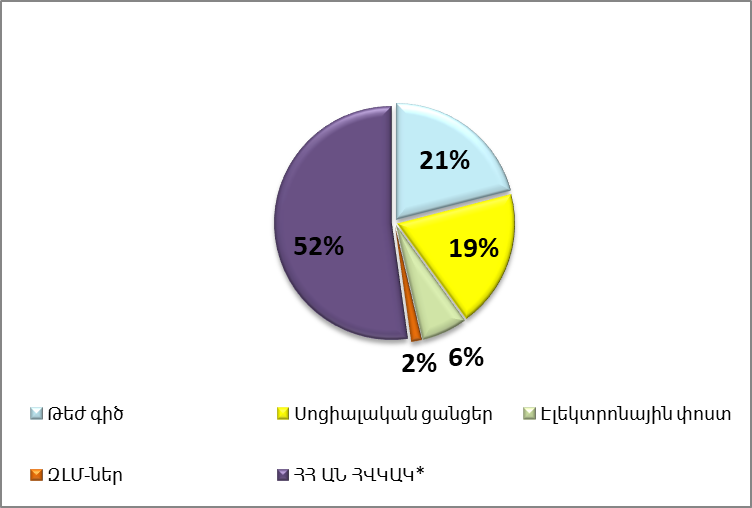 21%
19%
52%
6%
2%
Թեժ գիծ
Սոցիալական ցանցեր
Էլեկտրոնային փոստ
ԶԼՄ-ներ
ՀՀ ԱՆ ՀՎԿԱԿ*